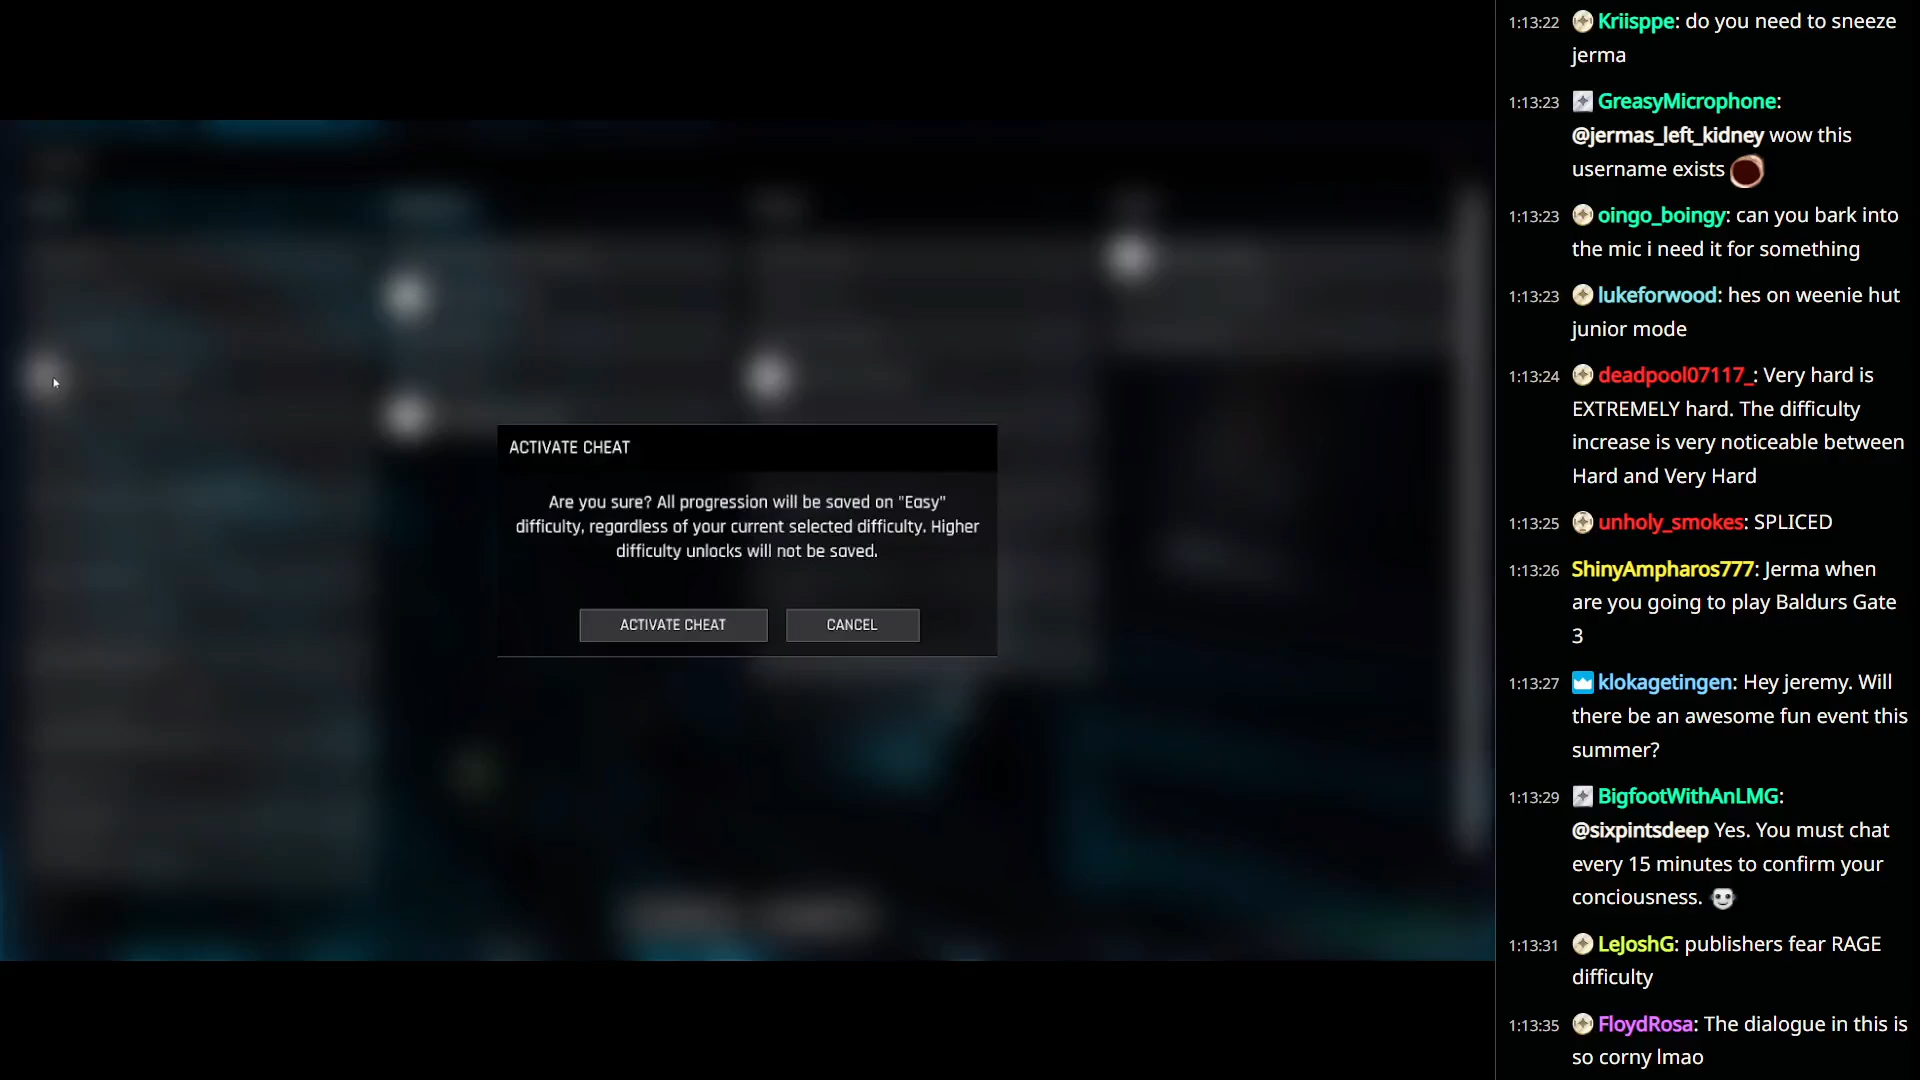 ACTIVATE CHEAT
Are you sure? All progression will be saved on "Easy"
difficulty, regardless of your current selected difficulty. Higher
difficulty unlocks will not be saved.
ACTIVATE CHEAT
CANCEL
1:13:22 Kriisppe: do you need to sneeze
jerma
1:13:23 GreasyMicrophone:
@jermas_left_kidney wow this
username exists
1:13:23 oingo_boingy: can you bark into
the mic i need it for something
1:13:23 lukeforwood: hes on weenie hut
junior mode
1:13:24 deadpool07117_: Very hard is
EXTREMELY hard. The difficulty
increase is very noticeable between
Hard and Very Hard
1:13:25 unholy_smokes: SPLICED
1:13:26 ShinyAmpharos777: Jerma when
are you going to play Baldurs Gate
3
1:13:27 klokagetingen: Hey jeremy. Will
there be an awesome fun event this
summer?
1:13:29 BigfootWithAnLMG:
@sixpintsdeep Yes. You must chat
every 15 minutes to confirm your
conciousness.
1:13:31 LeJoshG: publishers fear RAGE
difficulty
1:13:35 FloydRosa: The dialogue in this is
so corny lmao